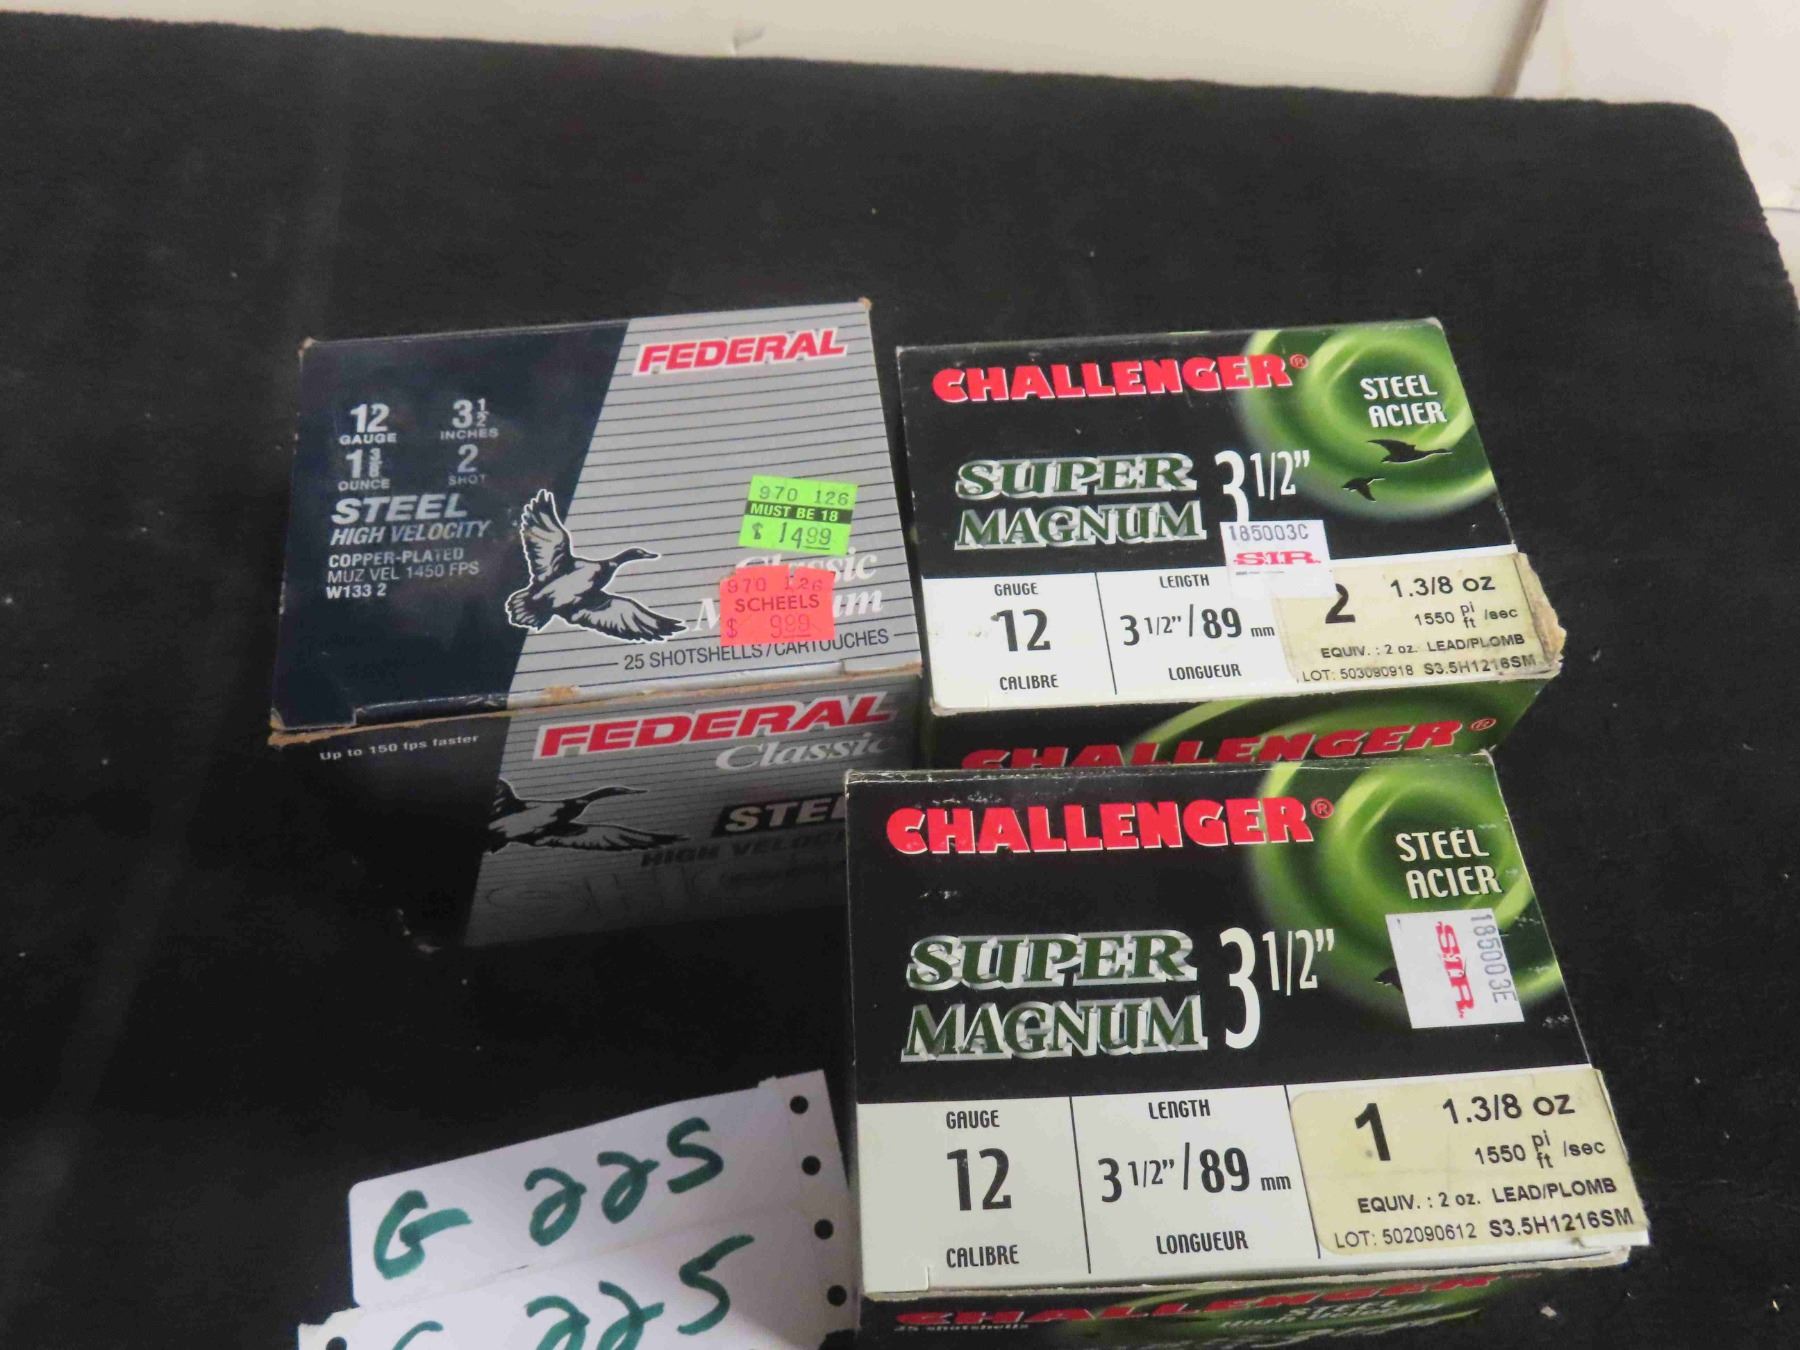 FEDERAL
12
GAUGE
3 1/2
INCHES
1 3/8
OUNCE
2
SHOT
STEEL
HIGH VELOCITY
COPPER-PLATED
MUZ VEL 1450 FPS
W133 2
970 126
MUST BE 18
$ 14.99
Classic
970 126
SCHEELS
$ 9.99
25 SHOTSHELLS/CARTOUCHES
Up to 150 fps faster
FEDERAL
Classic
HIGH
CHALLENGER®
STEEL
ACIER
SUPER
MAGNUM
3 1/2"
185003C
S.I.R.
GAUGE
12
CALIBRE
LENGTH
3 1/2"/89 mm
LONGUEUR
2
1.3/8 oz
1550 pi/ft /sec
EQUIV. : 2 oz. LEAD/PLOMB
LOT: 503090918 S3.5H1216SM
CHALLENGER®
CHALLENGER®
STEEL
ACIER
SUPER
MAGNUM
3 1/2"
185003E
S.I.R.
GAUGE
12
CALIBRE
LENGTH
3 1/2"/89 mm
LONGUEUR
1
1.3/8 oz
1550 pi/ft /sec
EQUIV. : 2 oz. LEAD/PLOMB
LOT: 502090612 S3.5H1216SM
CHALLENGER
25 shotshells
STEEL
G 225
G 225